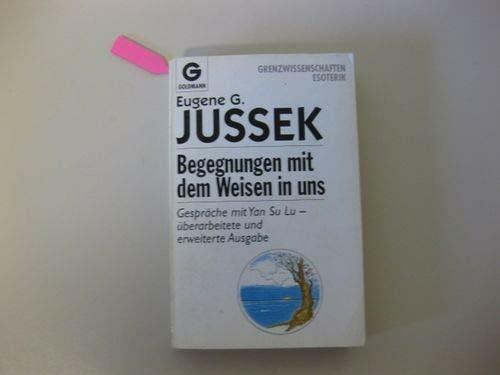 G
GOLDMANN
GRENZWISSENSCHAFTEN
ESOTERIK
Eugene G.
JUSSEK
Begegnungen mit
dem Weisen in uns
Gespräche mit Yan Su Lu –
überarbeitete und
erweiterte Ausgabe